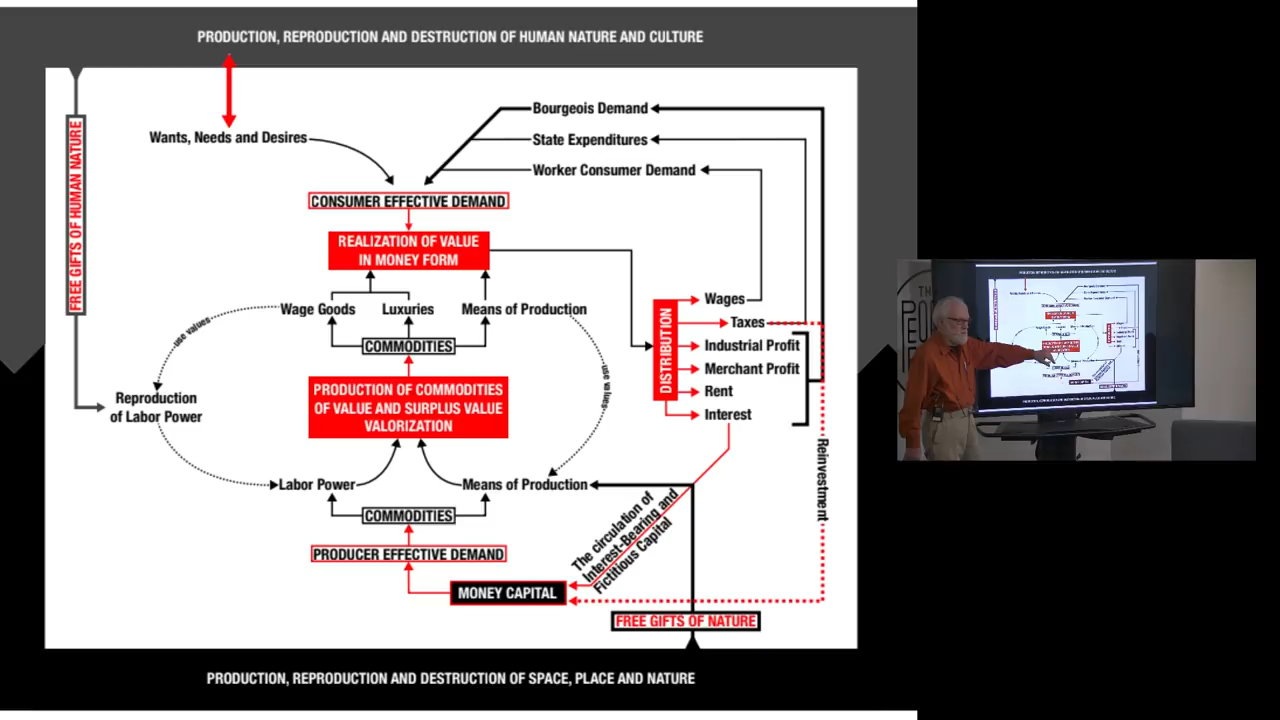 PRODUCTION, REPRODUCTION AND DESTRUCTION OF HUMAN NATURE AND CULTURE
FREE GIFTS OF HUMAN NATURE
Wants, Needs and Desires
Bourgeois Demand
State Expenditures
Worker Consumer Demand
CONSUMER EFFECTIVE DEMAND
REALIZATION OF VALUE
IN MONEY FORM
Wage Goods
Luxuries
Means of Production
COMMODITIES
use values
use values
PRODUCTION OF COMMODITIES
OF VALUE AND SURPLUS VALUE
VALORIZATION
Reproduction
of Labor Power
Labor Power
Means of Production
COMMODITIES
PRODUCER EFFECTIVE DEMAND
MONEY CAPITAL
DISTRIBUTION
Wages
Taxes
Industrial Profit
Merchant Profit
Rent
Interest
Reinvestment
The circulation of
Interest-Bearing and
Fictitious Capital
FREE GIFTS OF NATURE
PRODUCTION, REPRODUCTION AND DESTRUCTION OF SPACE, PLACE AND NATURE